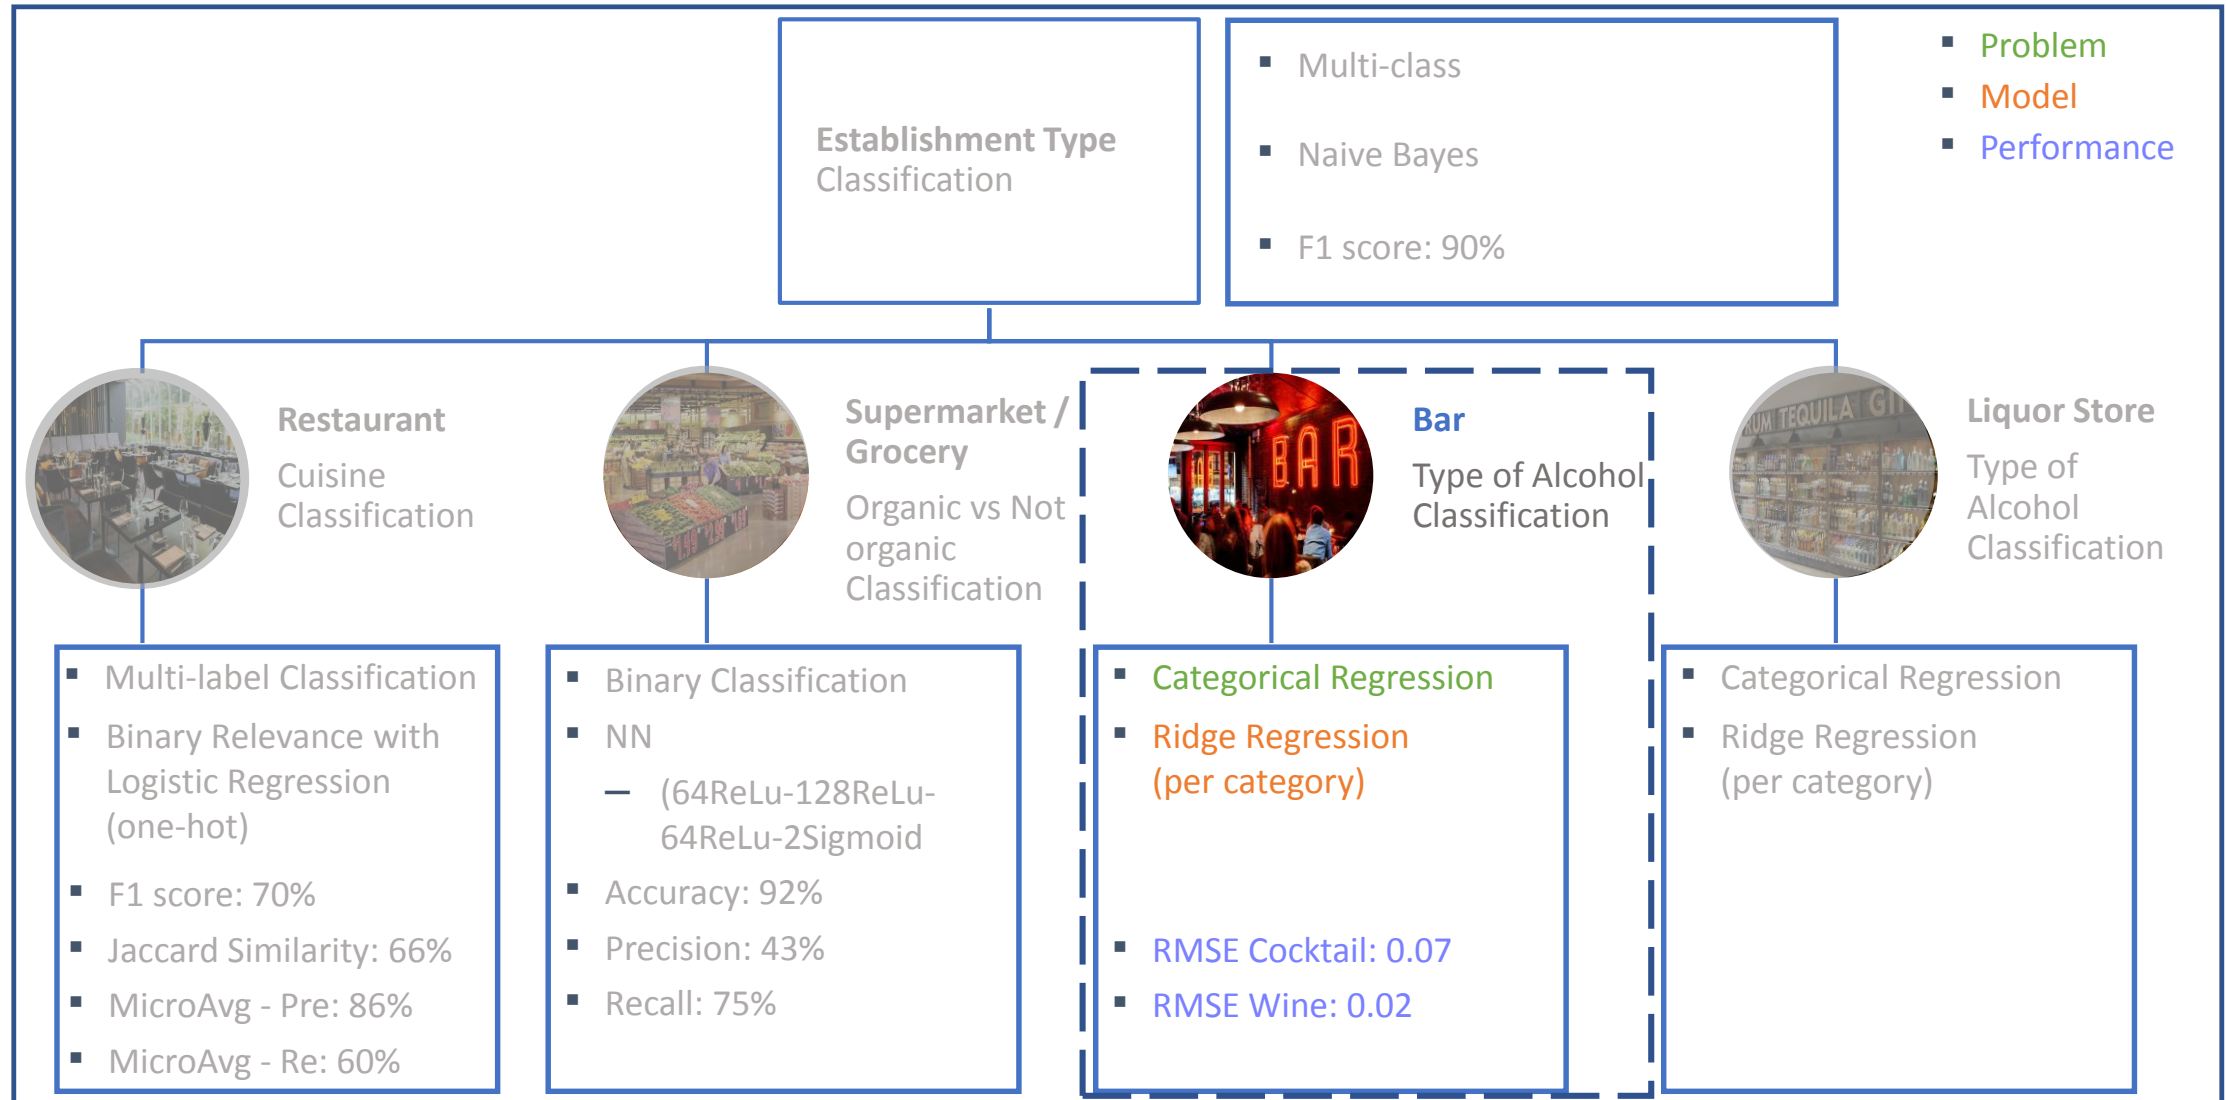 Establishment Type
Classification
Multi-class
Naive Bayes
F1 score: 90%
Problem
Model
Performance
Restaurant
Cuisine
Classification
Supermarket /
Grocery
Organic vs Not
organic
Classification
BAR
Bar
Type of Alcohol
Classification
RUM TEQUILA GI
Liquor Store
Type of
Alcohol
Classification
Multi-label Classification
Binary Relevance with
Logistic Regression
(one-hot)
F1 score: 70%
Jaccard Similarity: 66%
MicroAvg - Pre: 86%
MicroAvg - Re: 60%
Binary Classification
NN
— (64ReLu-128ReLu-
64ReLu-2Sigmoid
Accuracy: 92%
Precision: 43%
Recall: 75%
Categorical Regression
Ridge Regression
(per category)
RMSE Cocktail: 0.07
RMSE Wine: 0.02
Categorical Regression
Ridge Regression
(per category)